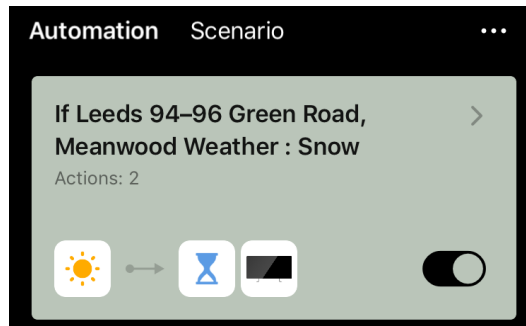 Automation Scenario
If Leeds 94–96 Green Road,
Meanwood Weather : Snow
Actions: 2